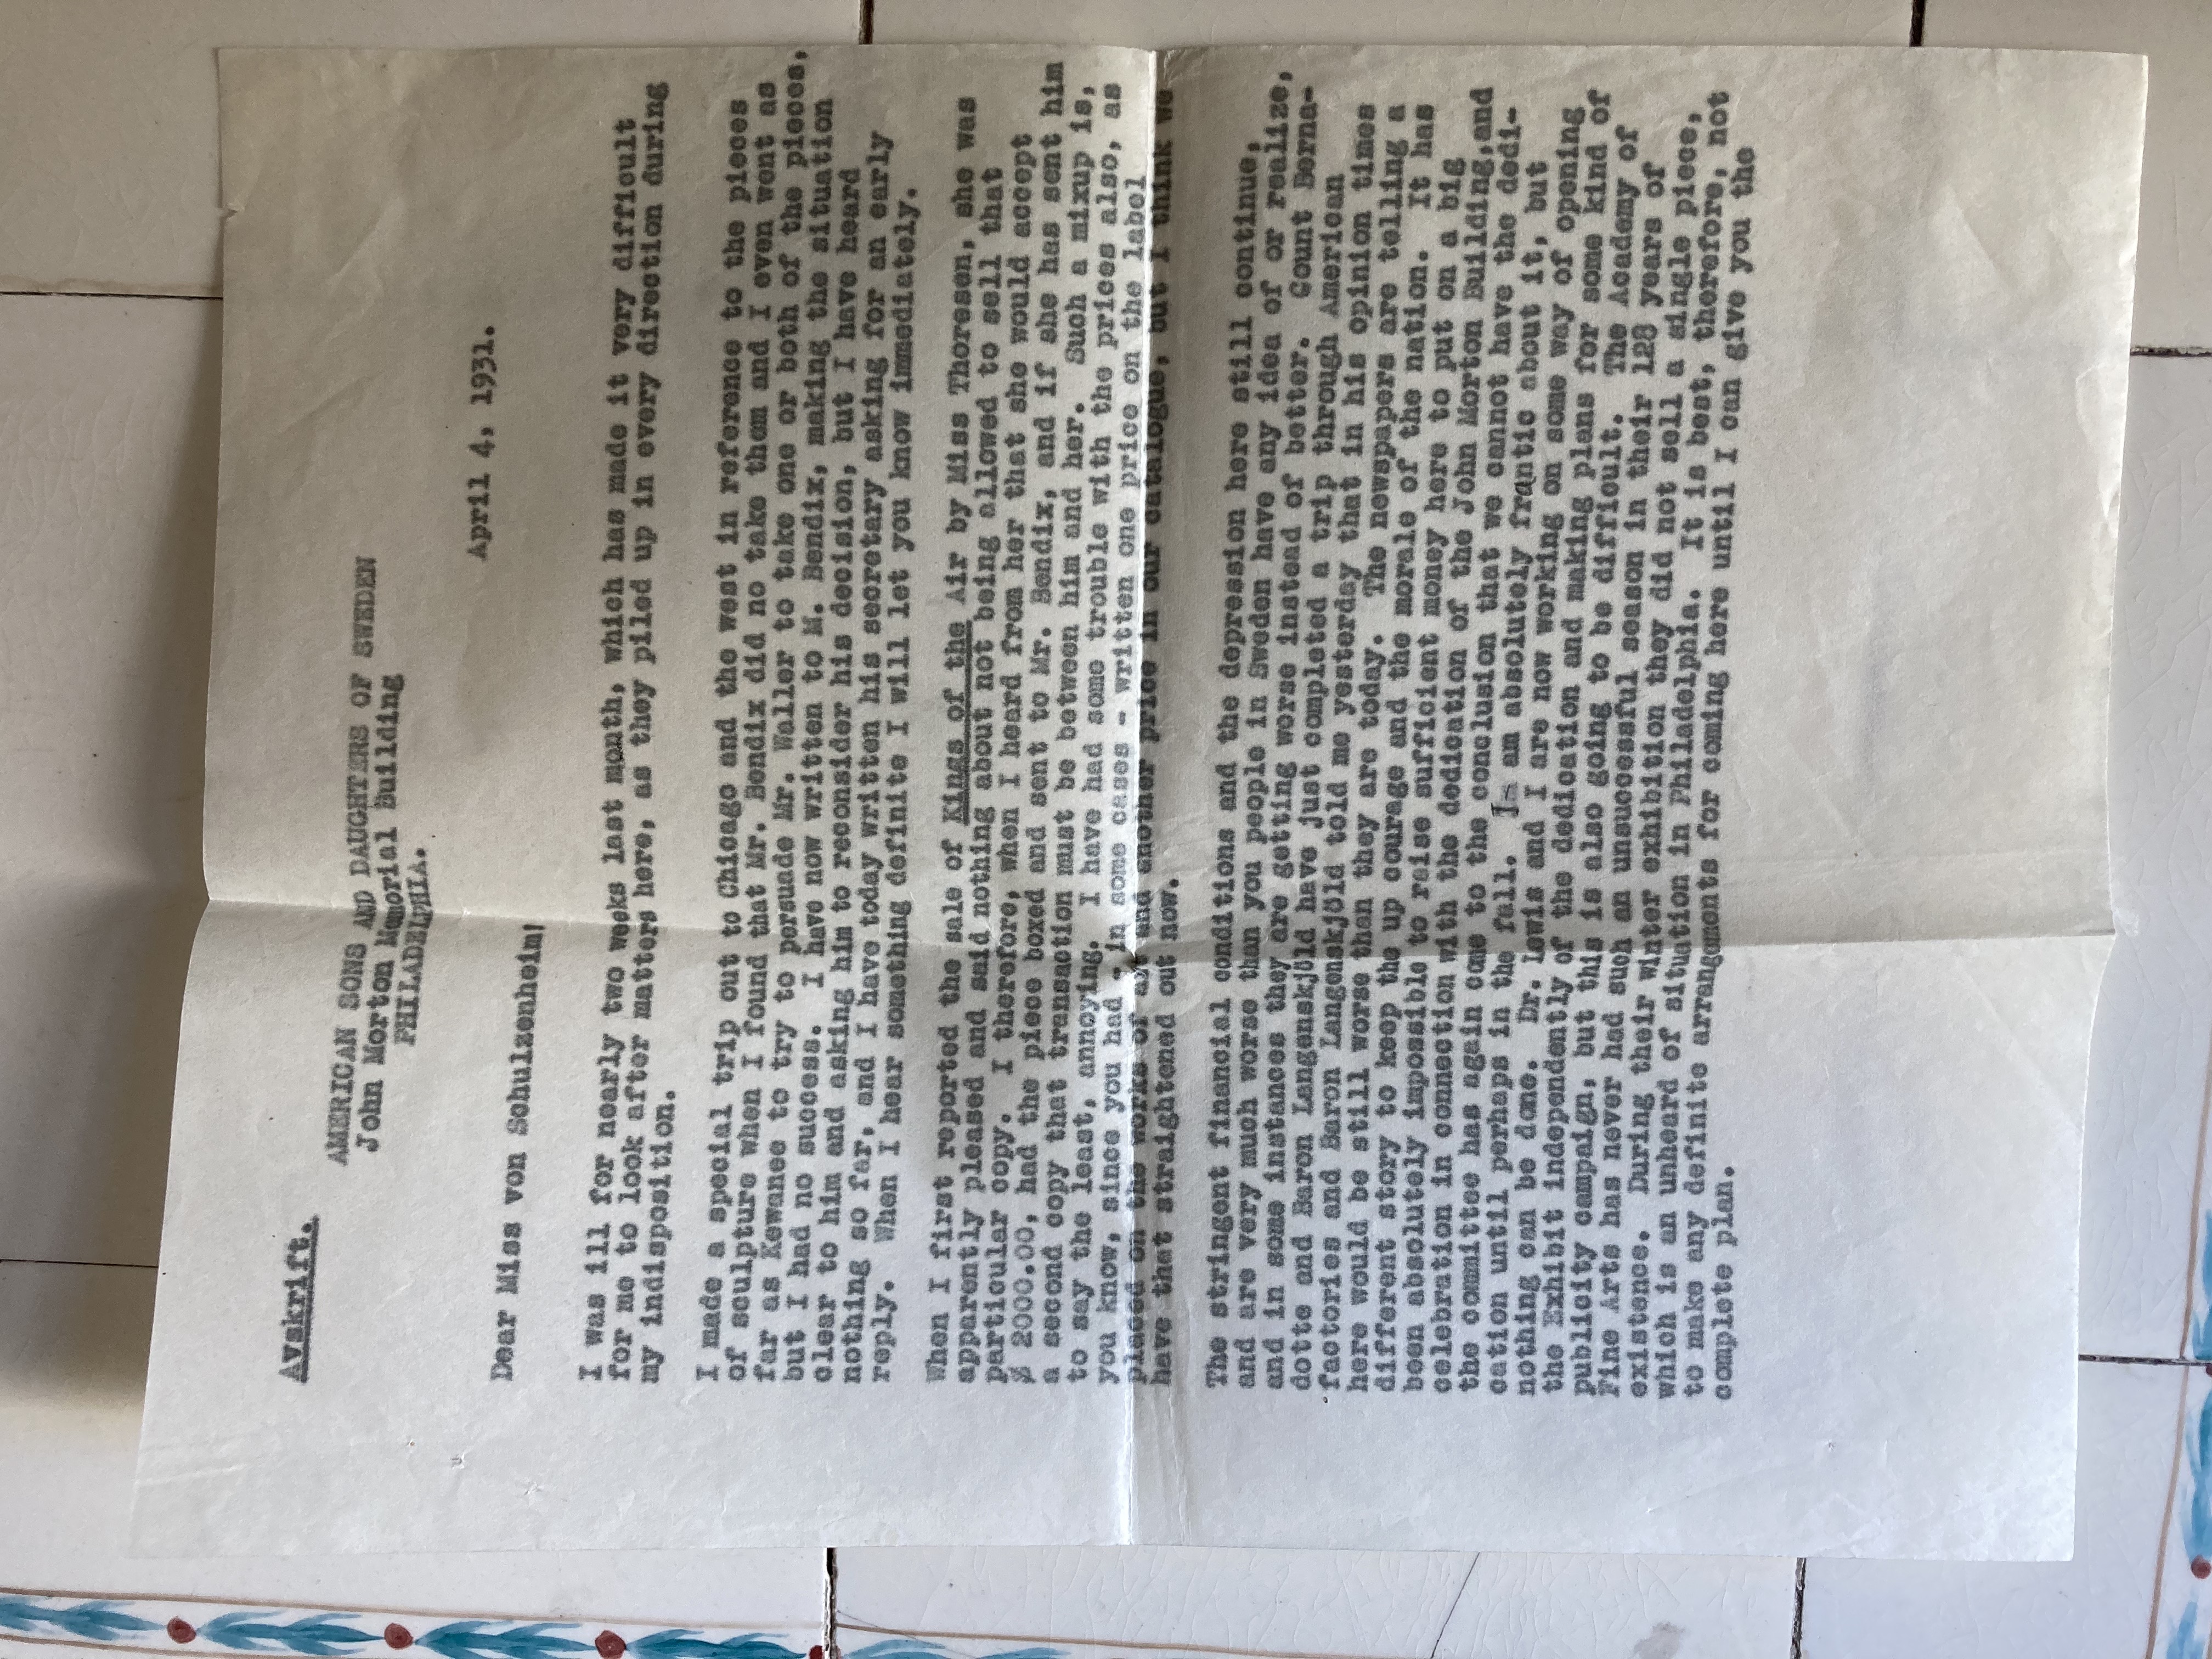 Avskrift.
AMERICAN SONS AND DAUGHTERS OF SWEDEN
John Morton Memorial Building
PHILADELPHIA.
April 4, 1931.
Dear Miss von Schulzenheim!
I was ill for nearly two weeks last month, which has made it very difficult
for me to look after matters here, as they piled up in every direction during
my indisposition.
I made a special trip out to Chicago and the west in reference to the pieces
of sculpture when I found that Mr. Bendix did no take them and I even went as
far as Kewanee to try to persuade Mr. Waller to take one or both of the pieces,
but I had no success. I have now written to M. Bendix, making the situation
clear to him and asking him to reconsider his decision, but I have heard
nothing so far, and I have today written his secretary asking for an early
reply. When I hear something definite I will let you know immediately.
When I first reported the sale of Kings of the Air by Miss Thoresen, she was
apparently pleased and said nothing about not being allowed to sell that
particular copy. I therefore, when I heard from her that she would accept
$ 2000.00, had the piece boxed and sent to Mr. Bendix, and if she has sent him
a second copy that transaction must be between him and her. Such a mixup is,
to say the least, annoying. I have had some trouble with the prices also, as
you know, since you had - in some cases - written one price on the label
placed on the works of art and another price in our catalogue, but I think we
have that straightened out now.
The stringent financial conditions and the depression here still continue,
and are very much worse than you people in Sweden have any idea of or realize,
and in some instances they are getting worse instead of better. Count Berna-
dotte and Baron Langenskjöld have just completed a trip through American
factories and Baron Langenskjöld told me yesterday that in his opinion times
here would be still worse than they are today. The newspapers are telling a
different story to keep the up courage and the morale of the nation. It has
been absolutely impossible to raise sufficient money here to put on a big
celebration in connection with the dedication of the John Morton Building,and
the committee has again come to the conclusion that we cannot have the dedi-
cation until perhaps in the fall. I am absolutely frantic about it, but
nothing can be done. Dr. Lewis and I are now working on some way of opening
the Exhibit independently of the dedication and making plans for some kind of
publicity campaign, but this is also going to be difficult. The Academy of
Fine Arts has never had such an unsuccessful season in their 128 years of
existence. During their winter exhibition they did not sell a single piece,
which is an unheard of situation in Philadelphia. It is best, therefore, not
to make any definite arrangements for coming here until I can give you the
complete plan.